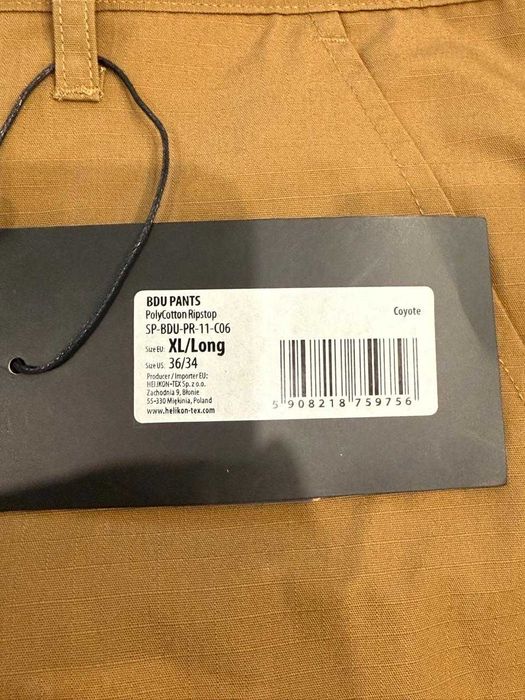 BDU PANTS
PolyCotton Ripstop
SP-BDU-PR-11-C06
Coyote
Size EU: XL/Long
Size US: 36/34
Producer / Importer EU:
HELIKON-TEX Sp. z o.o.
Zachodnia 9, Błonie
55-330 Miękinia, Poland
www.helikon-tex.com
5 908218 759756